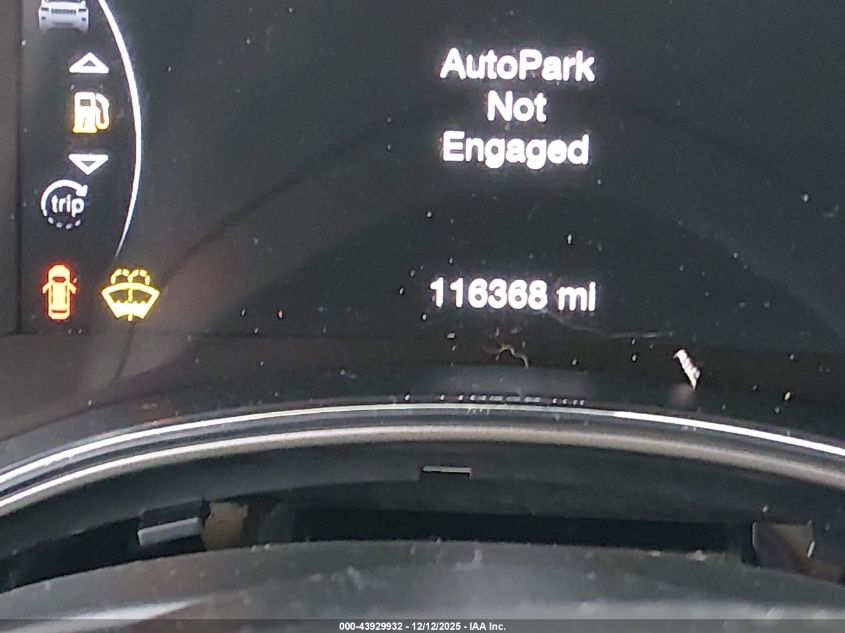 AutoPark
Not
Engaged
trip
116368 mi
000-43929932 - 12/12/2025 - IAA Inc.